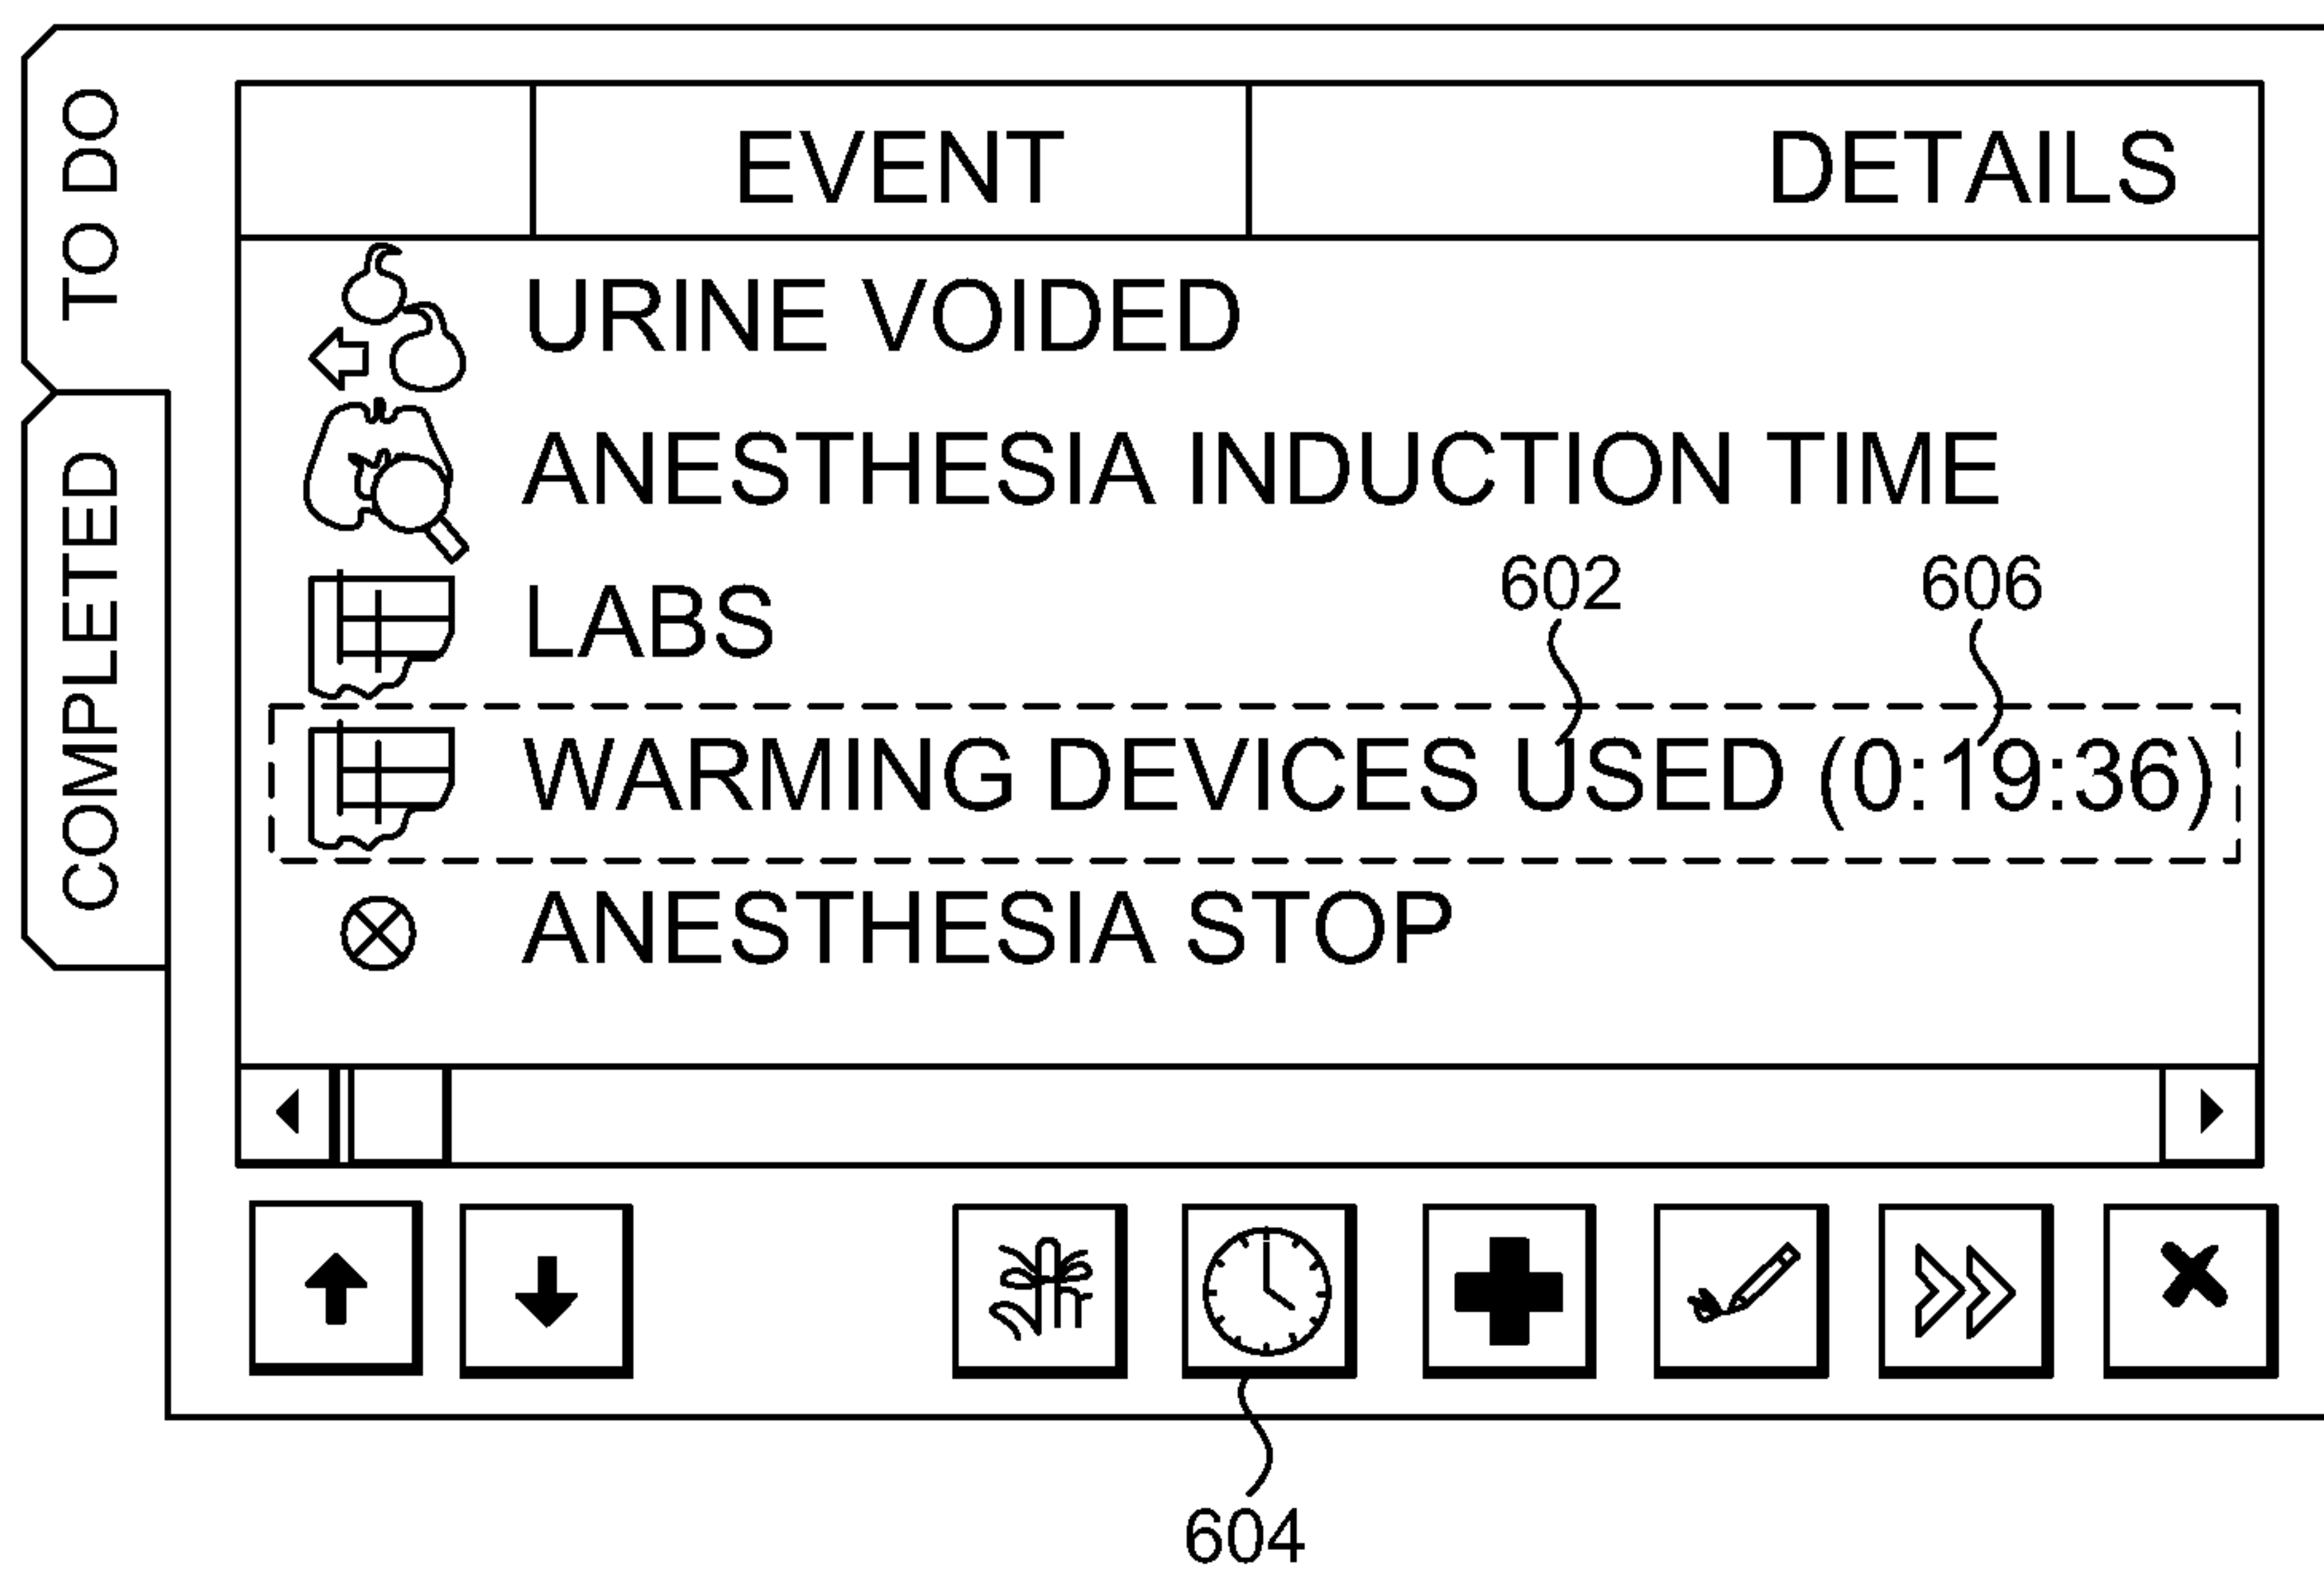 TO DO
COMPLETED
EVENT DETAILS
URINE VOIDED
ANESTHESIA INDUCTION TIME
LABS
602 606
WARMING DEVICES USED (0:19:36)
ANESTHESIA STOP
604